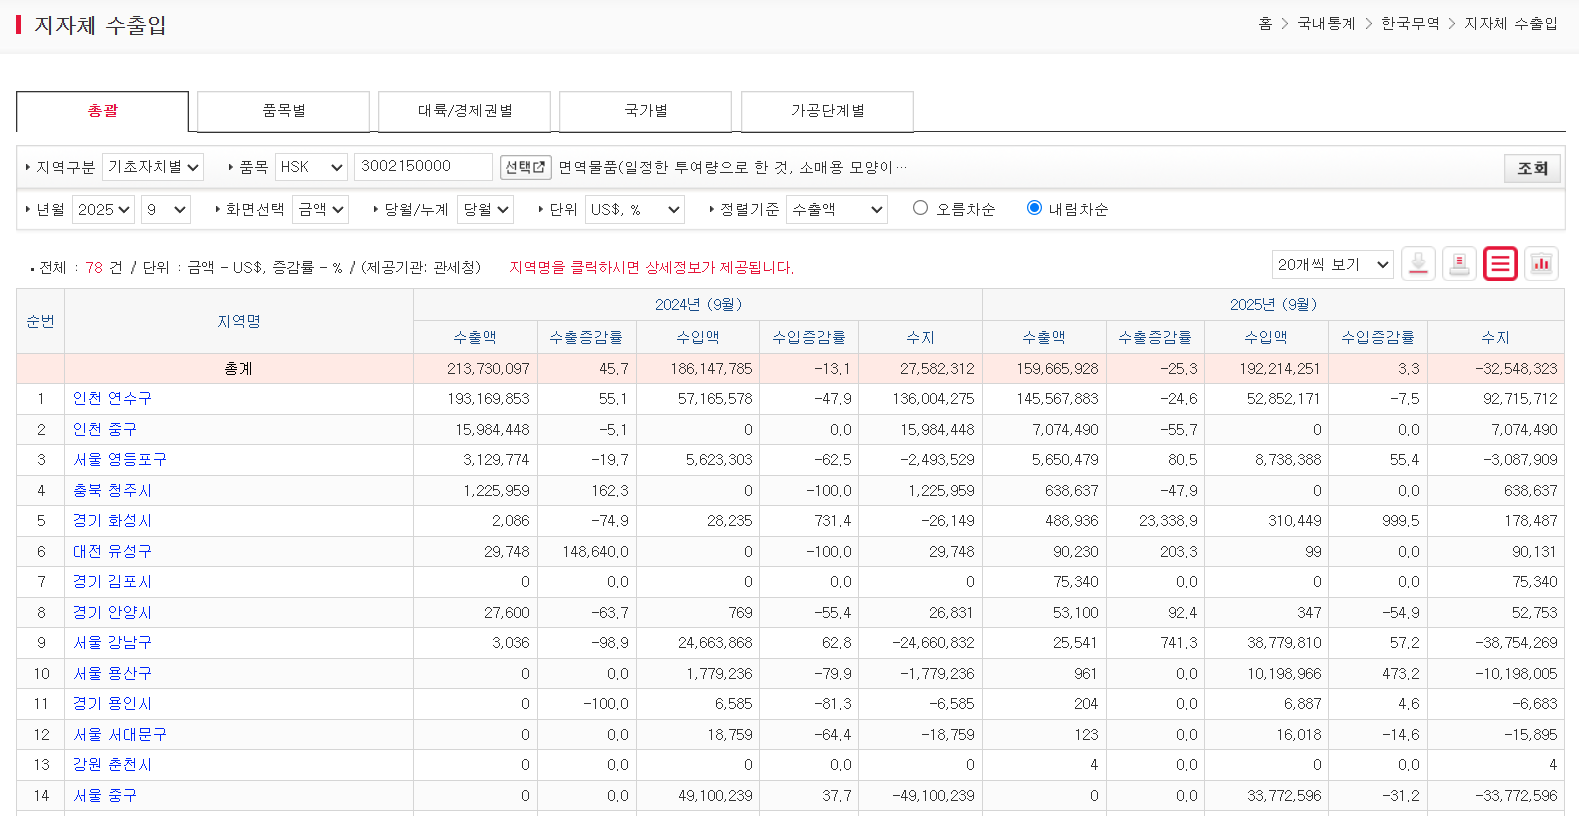 지자체 수출입
홈 > 국내통계 > 한국무역 > 지자체 수출입
총괄 품목별 대륙/경제권별 국가별 가공단계별
지역구분 기초자치별 품목 HSK 3002150000 선택 면역물품(일정한 투여량으로 한 것, 소매용 모양이… 조회
년월 2025 9 화면선택 금액 당월/누계 당월 단위 US$, % 정렬기준 수출액 오름차순 내림차순
전체 : 78 건 / 단위 : 금액 - US$, 증감률 - % / (제공기관: 관세청) 지역명을 클릭하시면 상세정보가 제공됩니다. 20개씩 보기
순번 지역명 2024년 (9월) 2025년 (9월)
수출액 수출증감률 수입액 수입증감률 수지 수출액 수출증감률 수입액 수입증감률 수지
총계 213,730,097 45.7 186,147,785 -13.1 27,582,312 159,665,928 -25.3 192,214,251 3.3 -32,548,323
1 인천 연수구 193,169,853 55.1 57,165,578 -47.9 136,004,275 145,567,883 -24.6 52,852,171 -7.5 92,715,712
2 인천 중구 15,984,448 -5.1 0 0.0 15,984,448 7,074,490 -55.7 0 0.0 7,074,490
3 서울 영등포구 3,129,774 -19.7 5,623,303 -62.5 -2,493,529 5,650,479 80.5 8,738,388 55.4 -3,087,909
4 충북 청주시 1,225,959 162.3 0 -100.0 1,225,959 638,637 -47.9 0 0.0 638,637
5 경기 화성시 2,086 -74.9 28,235 731.4 -26,149 488,936 23,338.9 310,449 999.5 178,487
6 대전 유성구 29,748 148,640.0 0 -100.0 29,748 90,230 203.3 99 0.0 90,131
7 경기 김포시 0 0.0 0 0.0 0 75,340 0.0 0 0.0 75,340
8 경기 안양시 27,600 -63.7 769 -55.4 26,831 53,100 92.4 347 -54.9 52,753
9 서울 강남구 3,036 -98.9 24,663,868 62.8 -24,660,832 25,541 741.3 38,779,810 57.2 -38,754,269
10 서울 용산구 0 0.0 1,779,236 -79.9 -1,779,236 961 0.0 10,198,966 473.2 -10,198,005
11 경기 용인시 0 -100.0 6,585 -81.3 -6,585 204 0.0 6,887 4.6 -6,683
12 서울 서대문구 0 0.0 18,759 -64.4 -18,759 123 0.0 16,018 -14.6 -15,895
13 강원 춘천시 0 0.0 0 0.0 0 4 0.0 0 0.0 4
14 서울 중구 0 0.0 49,100,239 37.7 -49,100,239 0 0.0 33,772,596 -31.2 -33,772,596